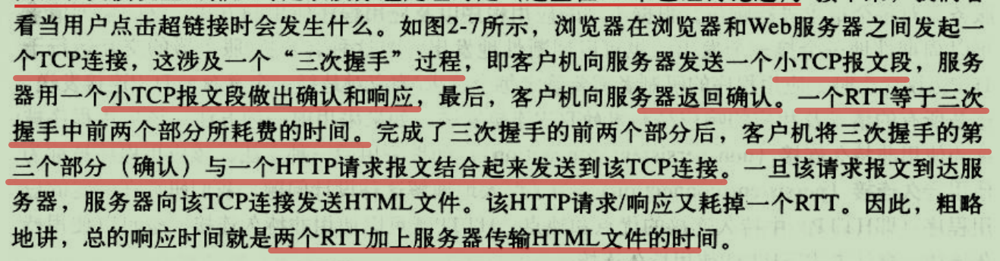 看当用户点击超链接时会发生什么。如图2-7所示，浏览器在浏览器和Web服务器之间发起一
个TCP连接，这涉及一个“三次握手”过程，即客户机向服务器发送一个小TCP报文段，服务
器用一个小TCP报文段做出确认和响应，最后，客户机向服务器返回确认。一个RTT等于三次
握手中前两个部分所耗费的时间。完成了三次握手的前两个部分后，客户机将三次握手的第
三个部分（确认）与一个HTTP请求报文结合起来发送到该TCP连接。一旦该请求报文到达服
务器，服务器向该TCP连接发送HTML文件。该HTTP请求/响应又耗掉一个RTT。因此，粗略
地讲，总的响应时间就是两个RTT加上服务器传输HTML文件的时间。